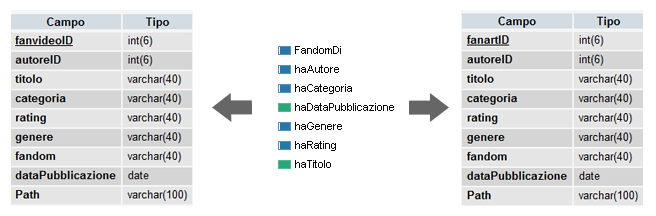 Campo Tipo
fanvideoID int(6)
autoreID int(6)
titolo varchar(40)
categoria varchar(40)
rating varchar(40)
genere varchar(40)
fandom varchar(40)
dataPubblicazione date
Path varchar(100)
FandomDi
haAutore
haCategoria
haDataPubblicazione
haGenere
haRating
haTitolo
Campo Tipo
fanartID int(6)
autoreID int(6)
titolo varchar(40)
categoria varchar(40)
rating varchar(40)
genere varchar(40)
fandom varchar(40)
dataPubblicazione date
Path varchar(100)